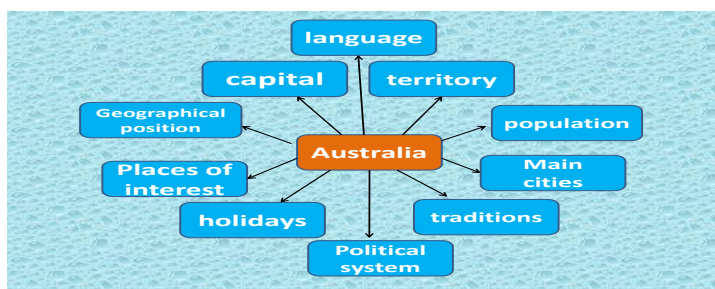 language
capital
territory
Geographical
position
population
Australia
Places of
interest
Main
cities
holidays
traditions
Political
system